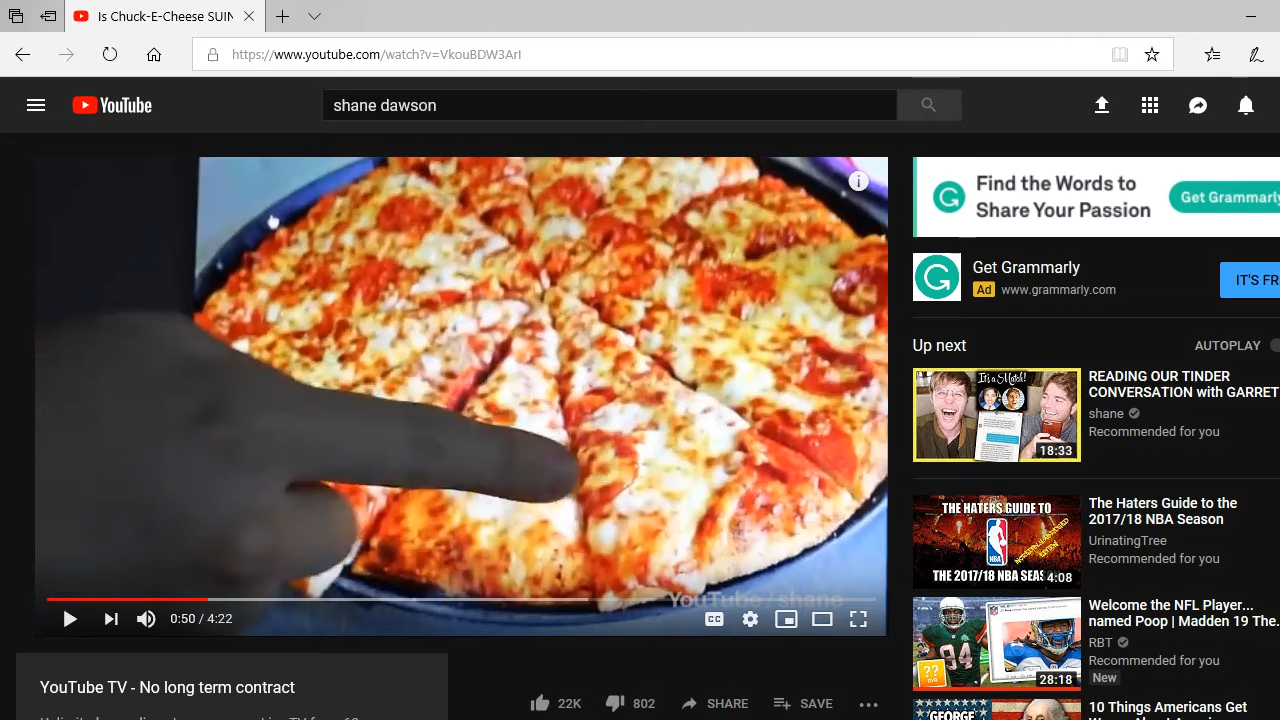 Is Chuck-E-Cheese SUIN
https://www.youtube.com/watch?v=VkouBDW3ArI
YouTube
shane dawson
Find the Words to
Share Your Passion
Get Grammarly
Get Grammarly
Ad www.grammarly.com
IT'S FR
Up next
AUTOPLAY
It's a Match!
18:33
READING OUR TINDER
CONVERSATION with GARRET
shane
Recommended for you
THE HATERS GUIDE TO
NBA
THE 2017/18 NBA SEAS
4:08
The Haters Guide to the
2017/18 NBA Season
UrinatingTree
Recommended for you
94
??
OVR
28:18
Welcome the NFL Player...
named Poop | Madden 19 The...
RBT
Recommended for you
New
GEORGE
10 Things Americans Get
YouTube / shane
0:50 / 4:22
CC
YouTube TV - No long term contract
22K
802
SHARE
SAVE